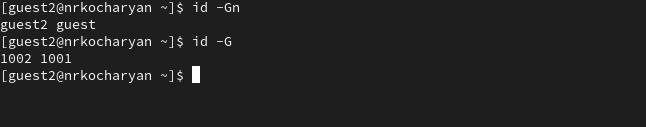 [guest2@nrkocharyan ~]$ id -Gn
guest2 guest
[guest2@nrkocharyan ~]$ id -G
1002 1001
[guest2@nrkocharyan ~]$